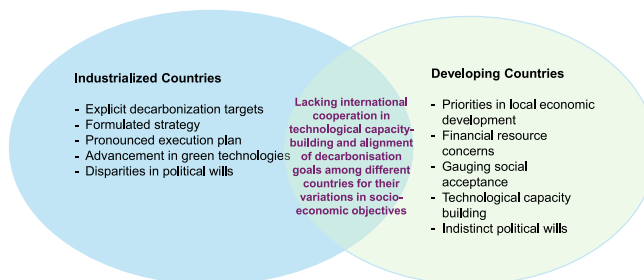 Industrialized Countries
- Explicit decarbonization targets
- Formulated strategy
- Pronounced execution plan
- Advancement in green technologies
- Disparities in political wills
Lacking international
cooperation in
technological capacity-
building and alignment
of decarbonisation
goals among different
countries for their
variations in socio-
economic objectives
Developing Countries
- Priorities in local economic
development
- Financial resource
concerns
- Gauging social
acceptance
- Technological capacity
building
- Indistinct political wills